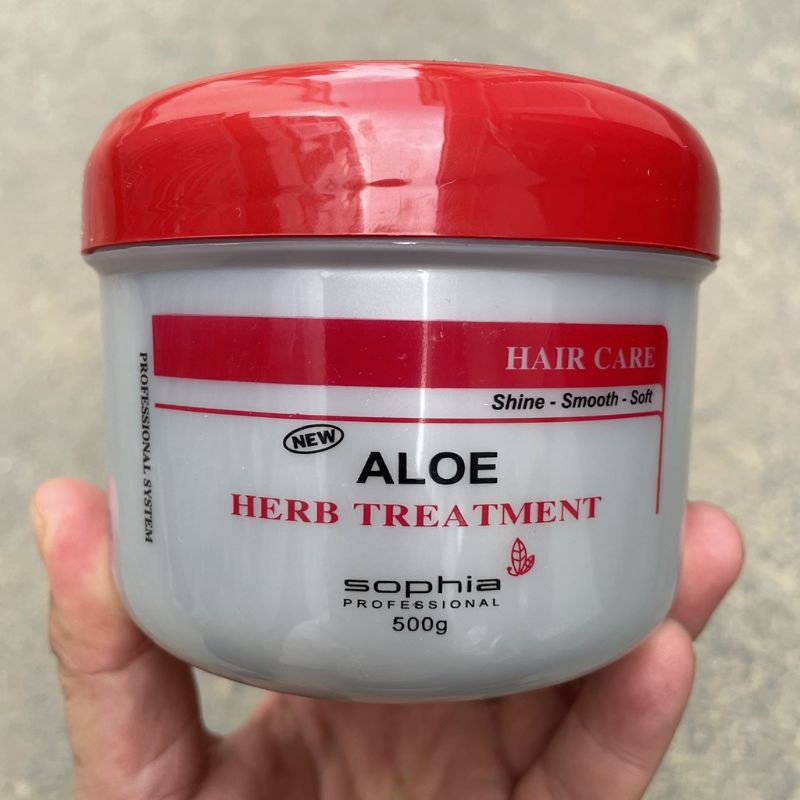 HAIR CARE
Shine - Smooth - Soft
NEW
ALOE
HERB TREATMENT
sophia
PROFESSIONAL
500g
PROFESSIONAL SYSTEM